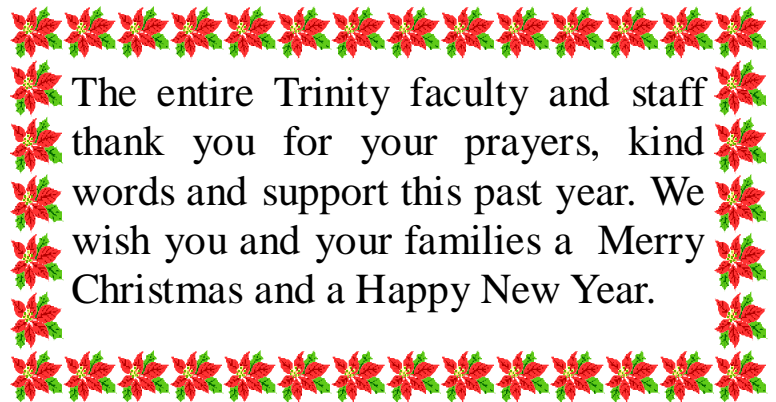 The entire Trinity faculty and staff
thank you for your prayers, kind
words and support this past year. We
wish you and your families a  Merry
Christmas and a Happy New Year.